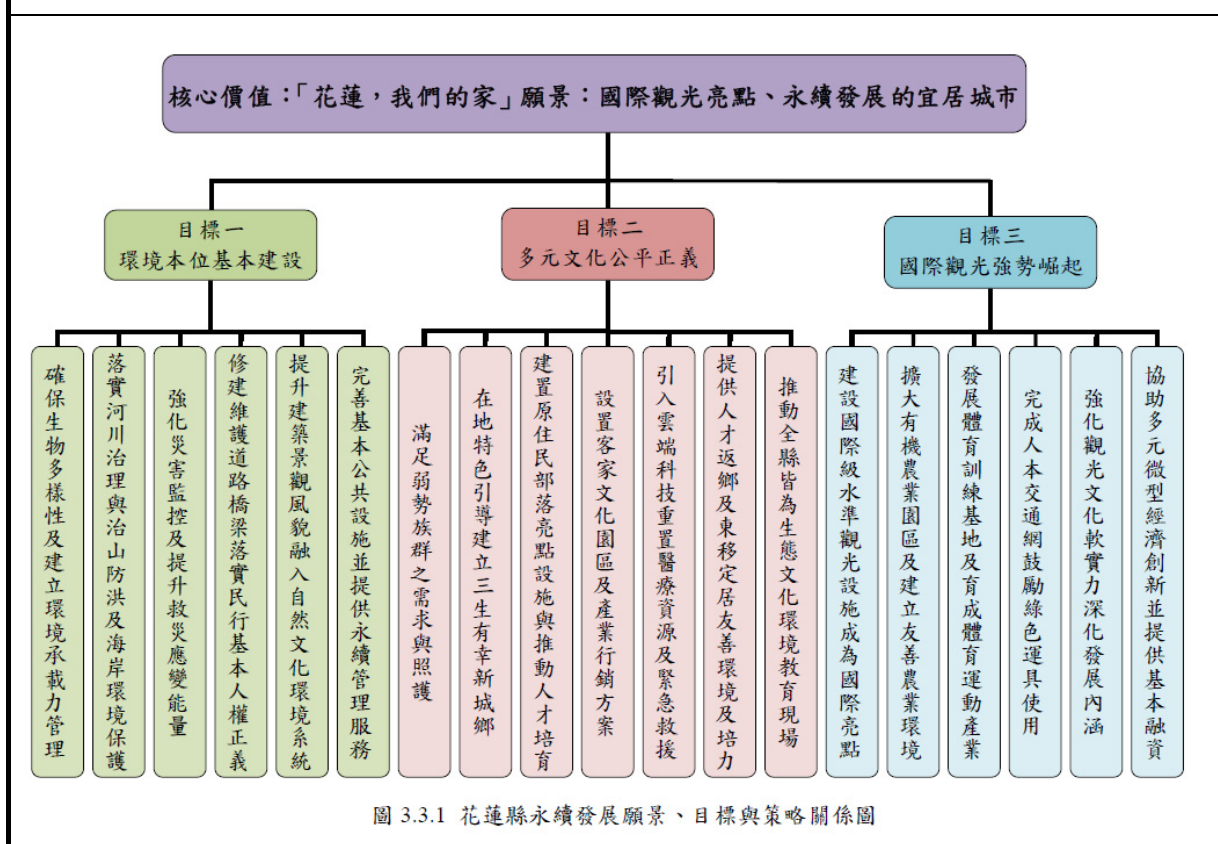 核心價值：「花蓮，我們的家」願景：國際觀光亮點、永續發展的宜居城市
目標一
環境本位基本建設
目標二
多元文化公平正義
目標三
國際觀光強勢崛起
確保生物多樣性及建立環境承載力管理
落實河川治理與治山防洪及海岸環境保護
強化災害監控及提升救災應變能量
修建維護道路橋梁落實民行基本人權正義
提升建築景觀風貌融入自然文化環境系統
完善基本公共設施並提供永續管理服務
滿足弱勢族群之需求與照護
在地特色引導建立三生有幸新城鄉
建置原住民部落亮點設施與推動人才培育
設置客家文化園區及產業行銷方案
引入雲端科技重置醫療資源及緊急救援
提供人才返鄉及東移定居友善環境及培力
推動全縣皆為生態文化環境教育現場
建設國際級水準觀光設施成為國際亮點
擴大有機農業園區及建立友善農業環境
發展體育訓練基地及育成體育運動產業
完成人本交通網鼓勵綠色運具使用
強化觀光文化軟實力深化發展內涵
協助多元微型經濟創新並提供基本融資
圖 3.3.1 花蓮縣永續發展願景、目標與策略關係圖